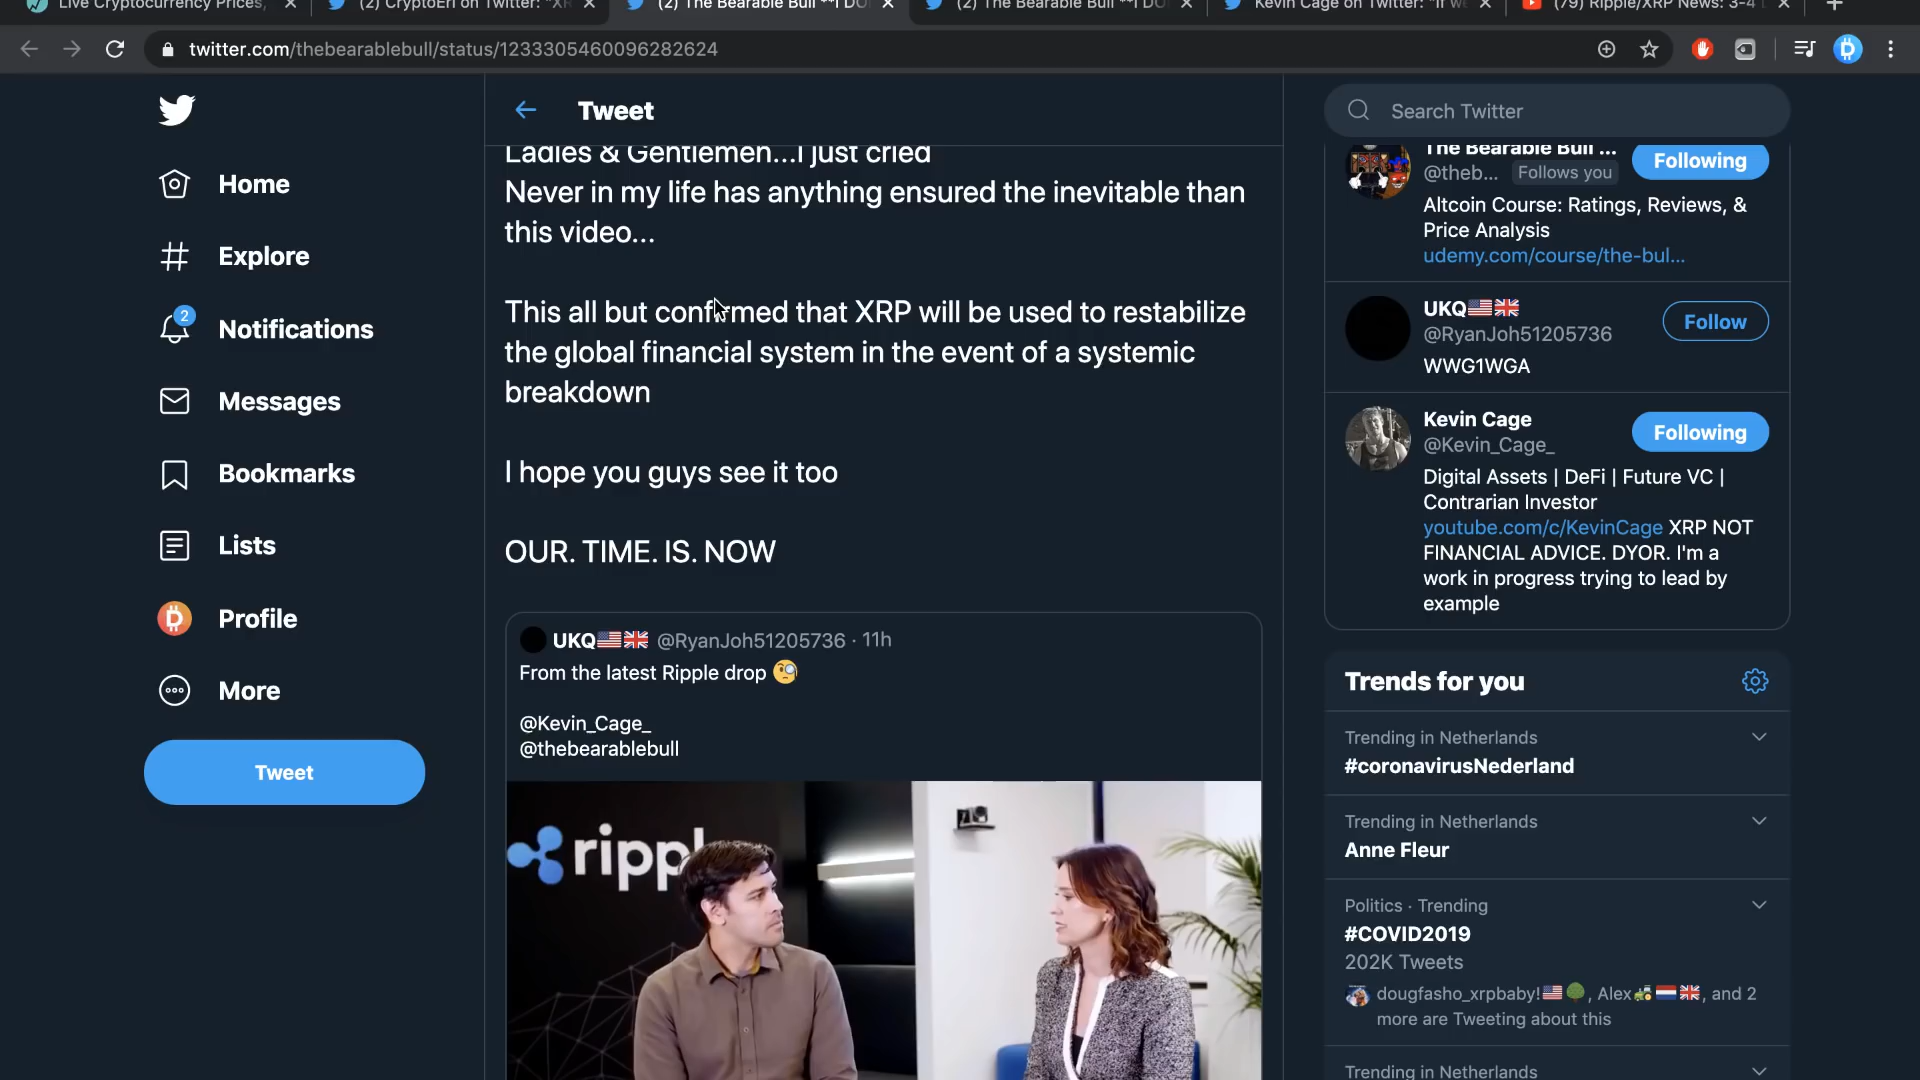 Live Cryptocurrency Prices,
(2) CryptoEri on Twitter: "XR
(2) The Bearable Bull **I DO
(2) The Bearable Bull **I DO
Kevin Cage on Twitter: "If we
(79) Ripple/XRP News: 3-4
twitter.com/thebearablebull/status/1233305460096282624
Home
Explore
2
Notifications
Messages
Bookmarks
Lists
Profile
More
Tweet
Tweet
Ladies & Gentlemen...I just cried
Never in my life has anything ensured the inevitable than
this video...
This all but confirmed that XRP will be used to restabilize
the global financial system in the event of a systemic
breakdown
I hope you guys see it too
OUR. TIME. IS. NOW
UKQ🇺🇸🇬🇧 @RyanJoh51205736 · 11h
From the latest Ripple drop 🧐
@Kevin_Cage_
@thebearablebull
rippl
Search Twitter
The Bearable Bull ...
@theb... Follows you
Following
Altcoin Course: Ratings, Reviews, &
Price Analysis
udemy.com/course/the-bul...
UKQ🇺🇸🇬🇧
@RyanJoh51205736
Follow
WWG1WGA
Kevin Cage
@Kevin_Cage_
Following
Digital Assets | DeFi | Future VC |
Contrarian Investor
youtube.com/c/KevinCage XRP NOT
FINANCIAL ADVICE. DYOR. I'm a
work in progress trying to lead by
example
Trends for you
Trending in Netherlands
#coronavirusNederland
Trending in Netherlands
Anne Fleur
Politics · Trending
#COVID2019
202K Tweets
dougfasho_xrpbaby!🇺🇸🌳, Alex🚜🇳🇱🇬🇧, and 2
more are Tweeting about this
Trending in Netherlands